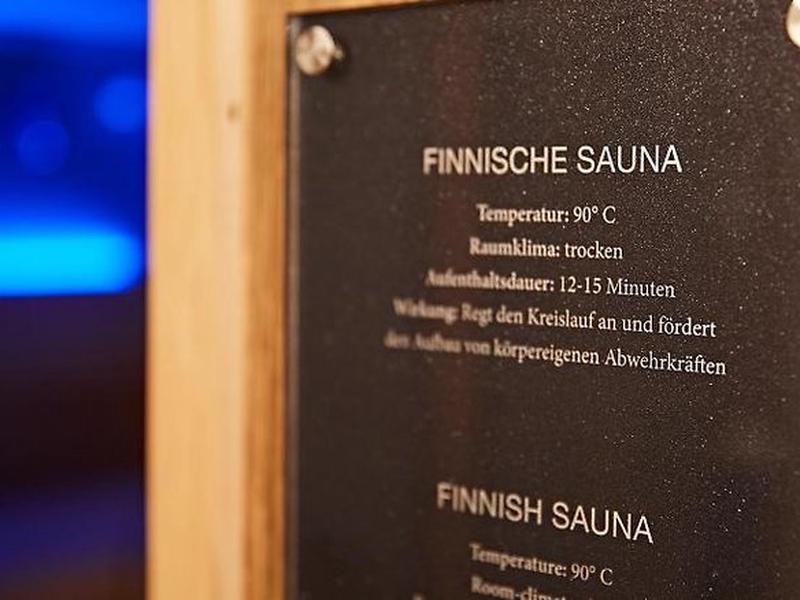 FINNISCHE SAUNA
Temperatur: 90° C
Raumklima: trocken
Aufenthaltsdauer: 12-15 Minuten
Wirkung: Regt den Kreislauf an und fördert
den Aufbau von körpereigenen Abwehrkräften
FINNISH SAUNA
Temperature: 90° C